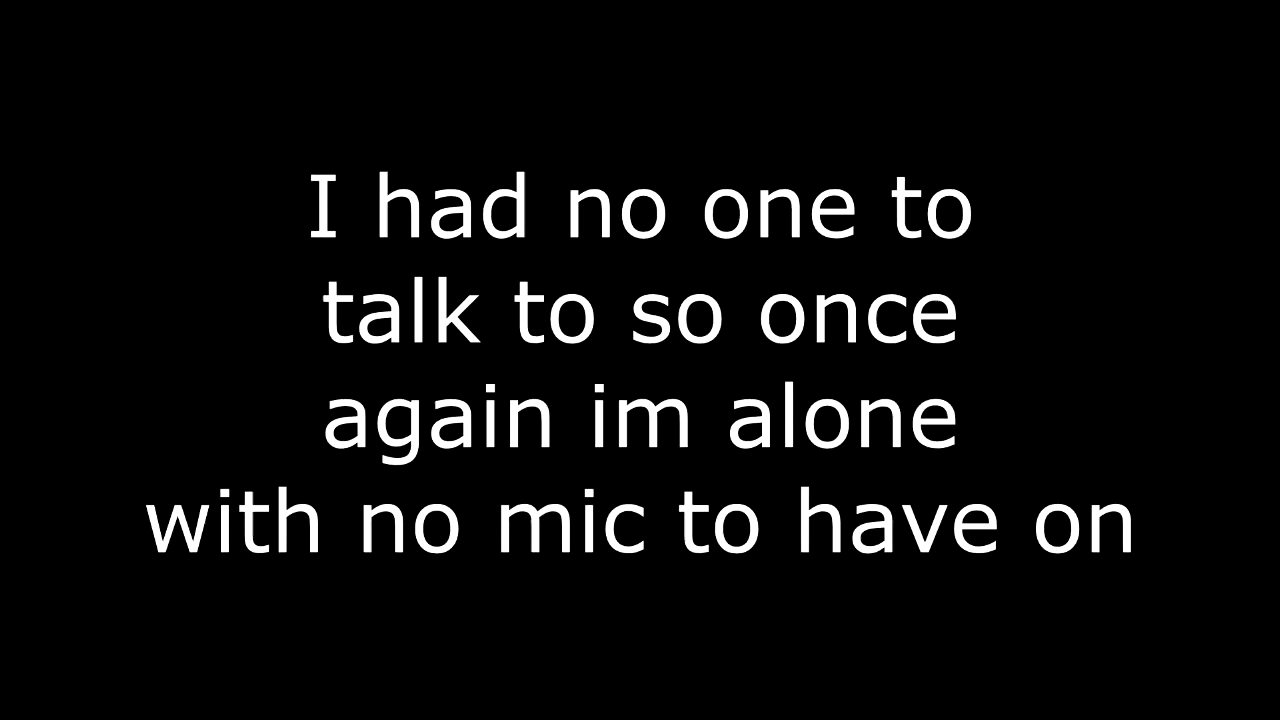 I had no one to
talk to so once
again im alone
with no mic to have on